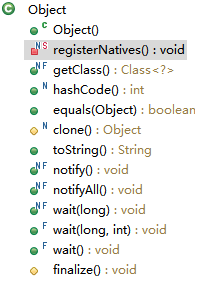 Object
Object()
registerNatives() : void
getClass() : Class<?>
hashCode() : int
equals(Object) : boolean
clone() : Object
toString() : String
notify() : void
notifyAll() : void
wait(long) : void
wait(long, int) : void
wait() : void
finalize() : void